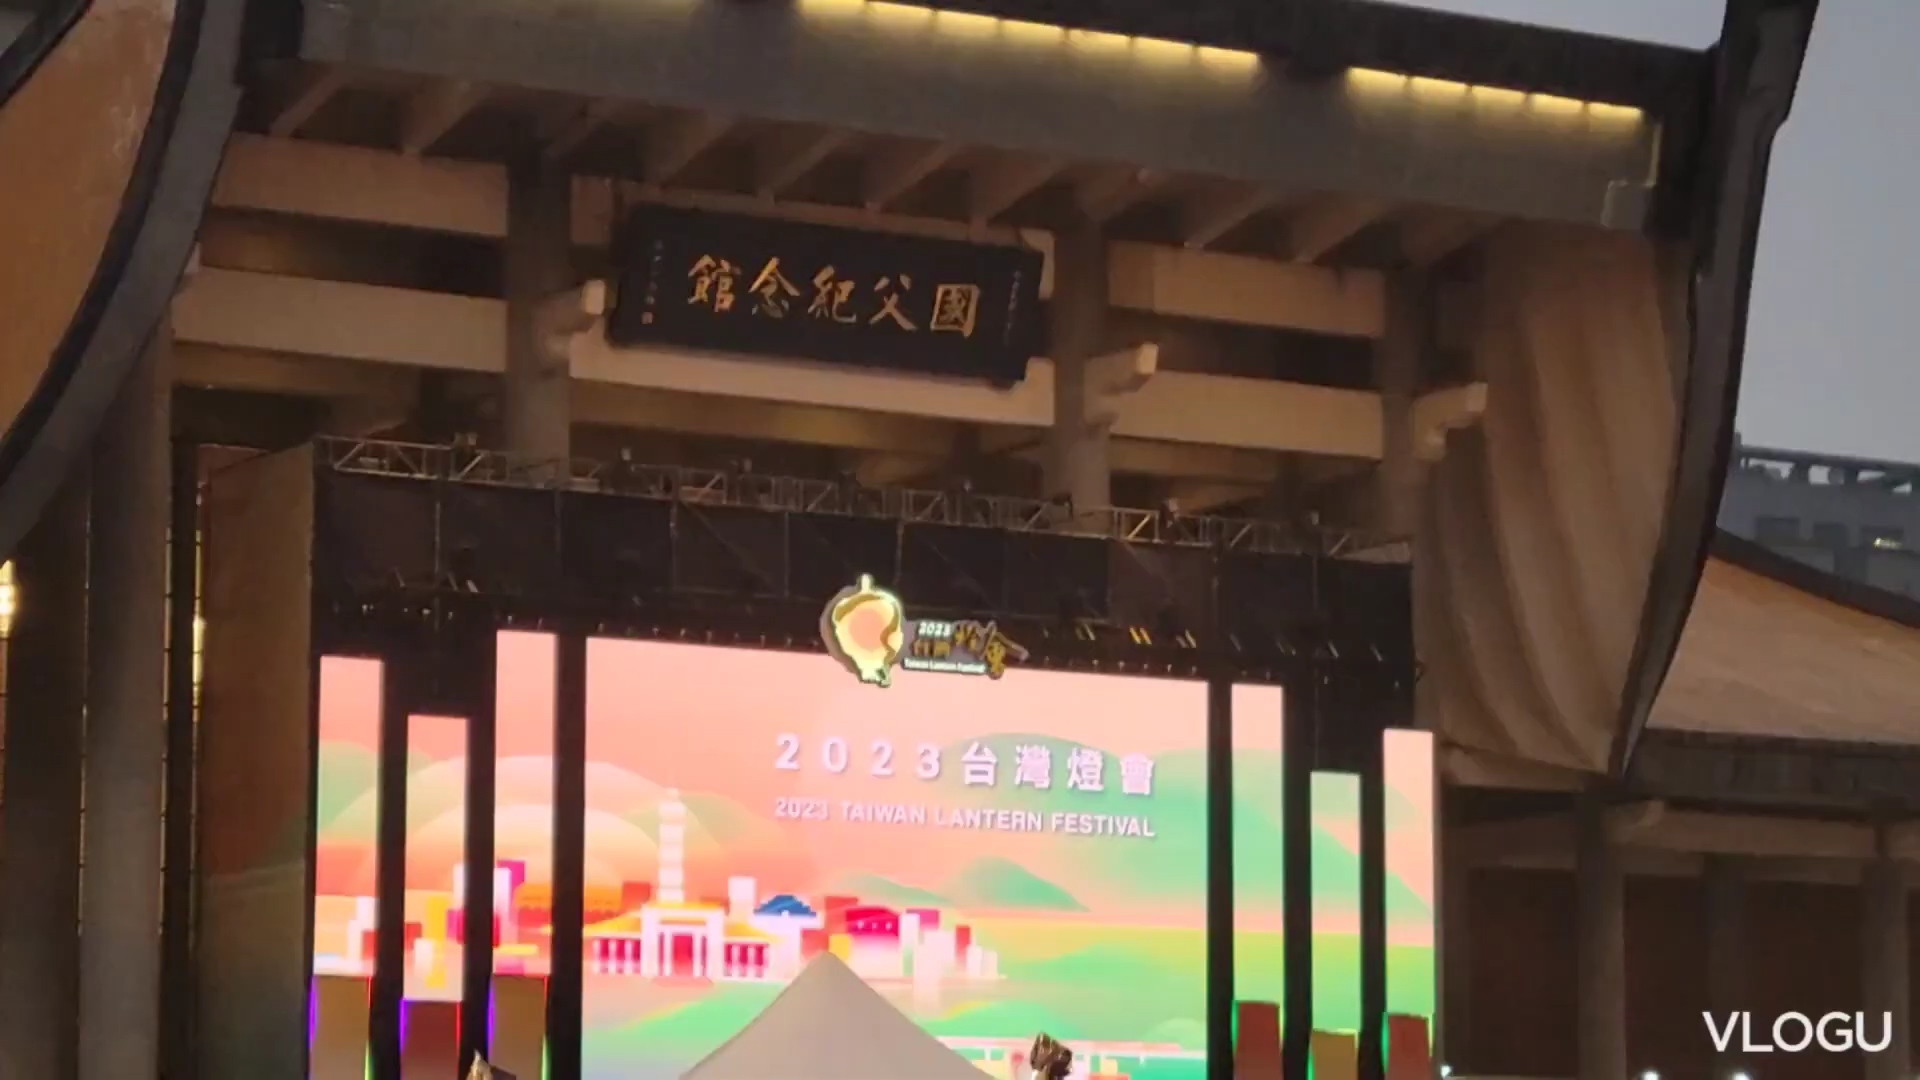 館念紀父國
2023
Taiwan Lantern Festival
2023台灣燈會
2023 TAIWAN LANTERN FESTIVAL
VLOGU